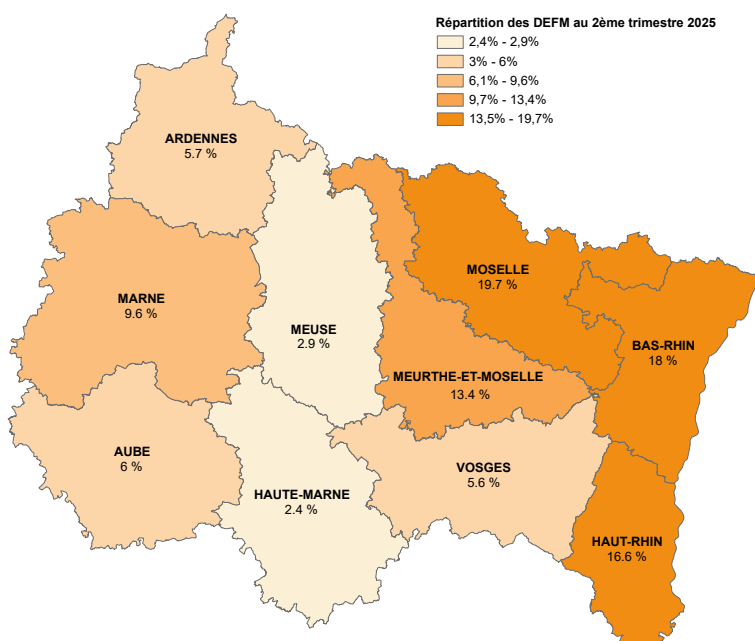 Répartition des DEFM au 2ème trimestre 2025
2,4% - 2,9%
3% - 6%
6,1% - 9,6%
9,7% - 13,4%
13,5% - 19,7%
ARDENNES
5.7 %
MOSELLE
19.7 %
MARNE
9.6 %
MEUSE
2.9 %
BAS-RHIN
18 %
MEURTHE-ET-MOSELLE
13.4 %
AUBE
6 %
VOSGES
5.6 %
HAUTE-MARNE
2.4 %
HAUT-RHIN
16.6 %